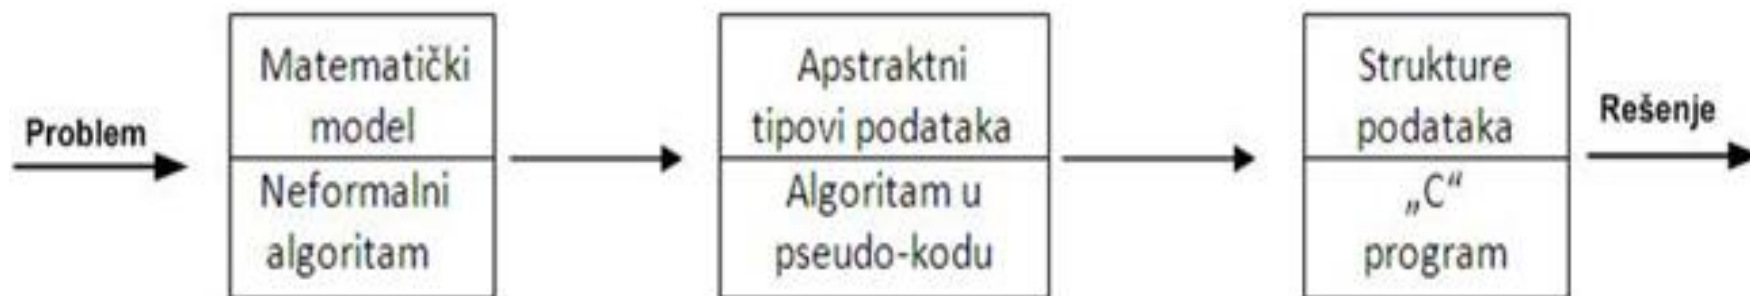 Problem
Matematički
model
Neformalni
algoritam
Apstraktni
tipovi podataka
Algoritam u
pseudo-kodu
Strukture
podataka
„C“
program
Rešenje